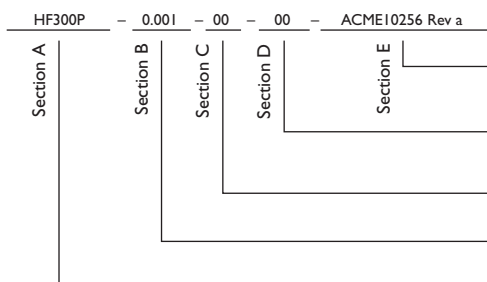 HF300P – 0.001 – 00 – 00 – ACME10256 Rev a
Section A
Section B
Section C
Section D
Section E